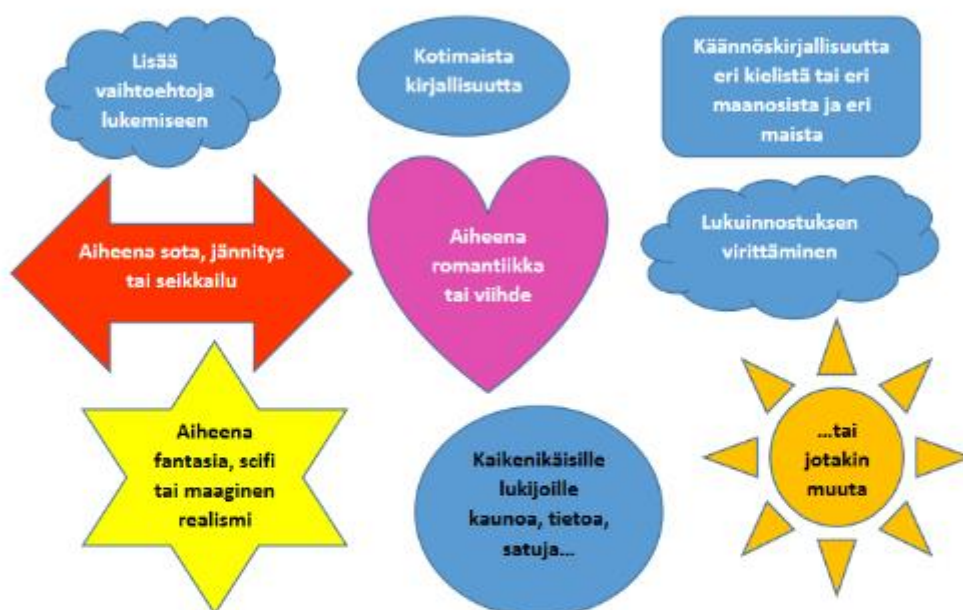 Lisää
vaihtoehtoja
lukemiseen
Kotimaista
kirjallisuutta
Käännöskirjallisuutta
eri kielistä tai eri
maanosista ja eri
maista
Aiheena sota, jännitys
tai seikkailu
Aiheena
romantiikka
tai viihde
Lukuinnostuksen
virittäminen
Aiheena
fantasia, scifi
tai maaginen
realismi
Kaikenikäisille
lukijoille
kaunoa, tietoa,
satuja...
...tai
jotakin
muuta